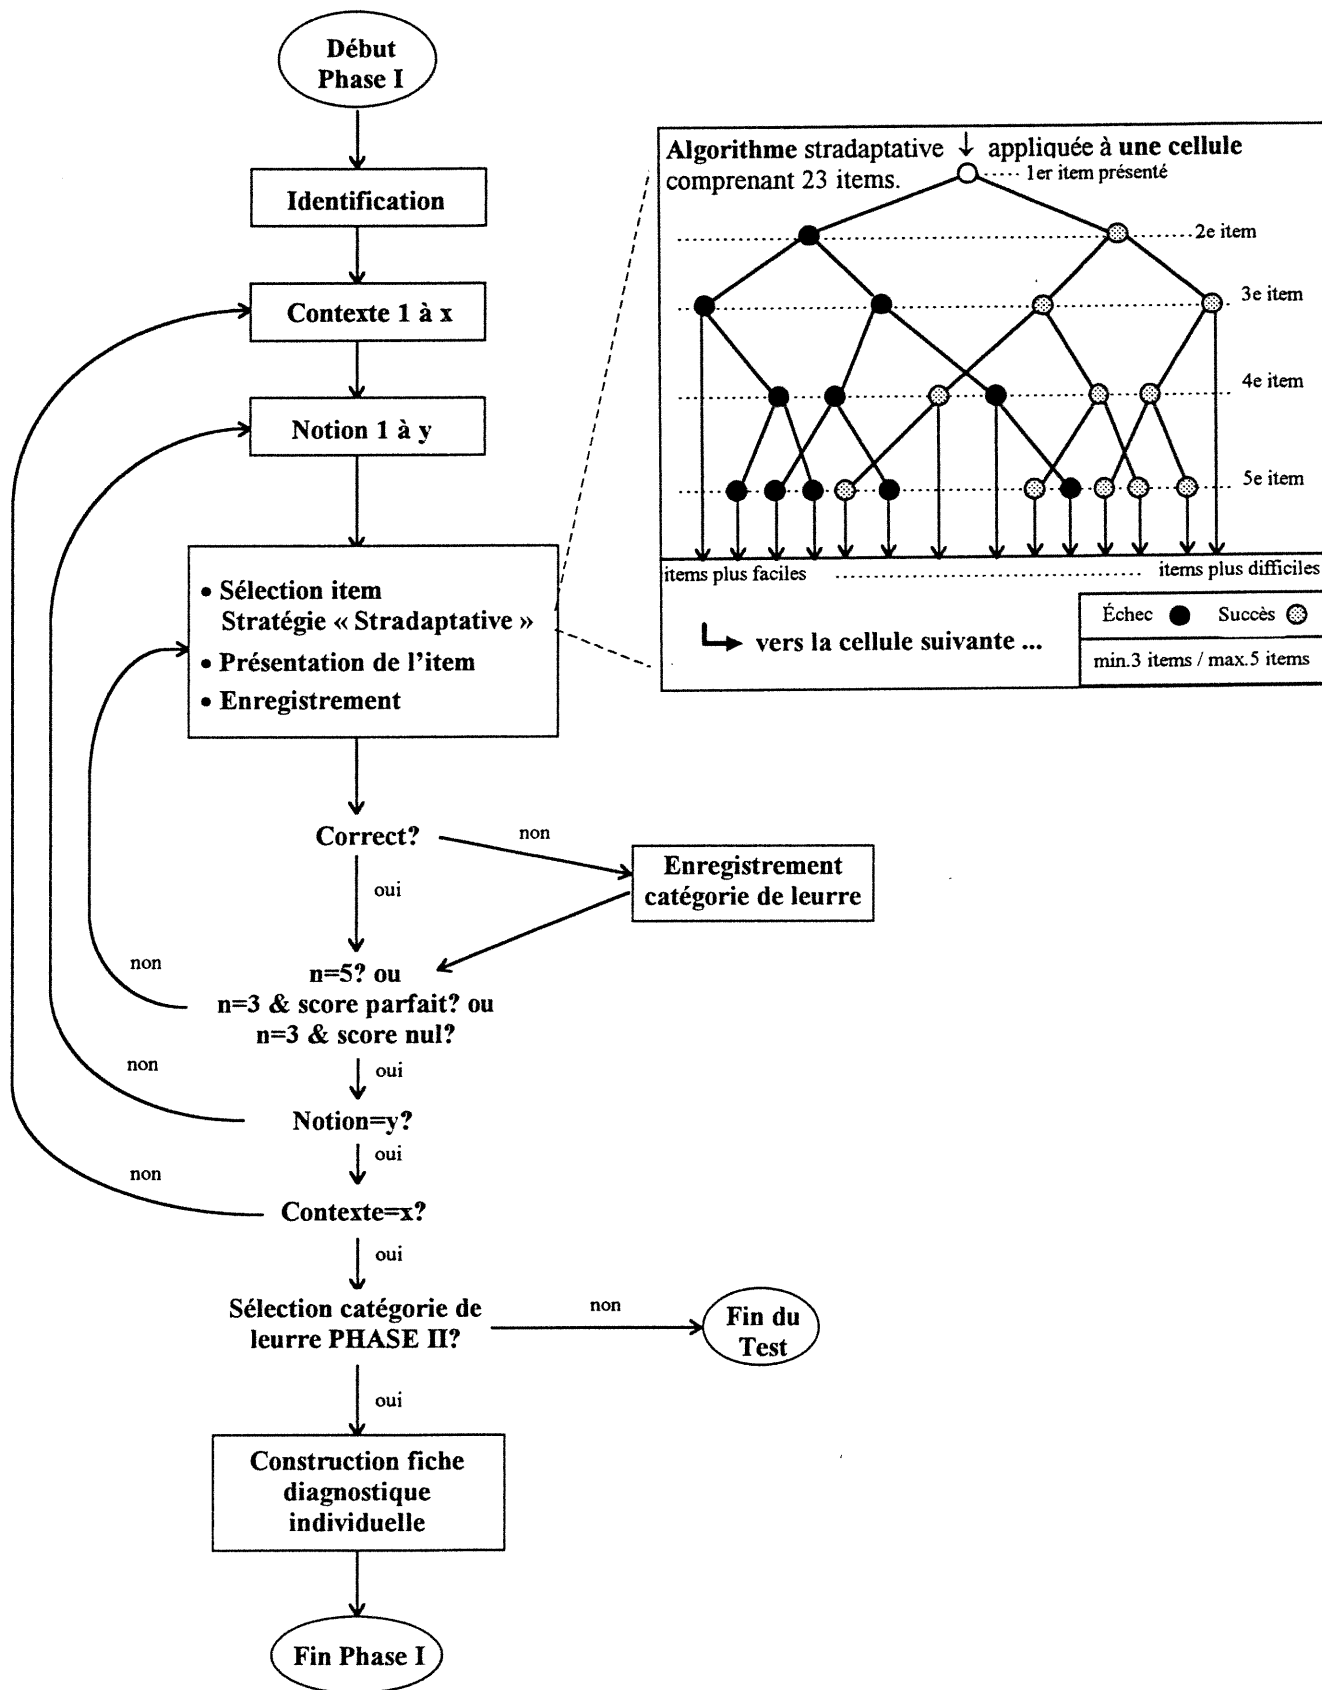 Début
Phase I
Identification
Contexte 1 à x
Notion 1 à y
• Sélection item
Stratégie « Stradaptative »
• Présentation de l'item
• Enregistrement
Algorithme stradaptative appliquée à une cellule
comprenant 23 items.
1er item présenté
2e item
3e item
4e item
5e item
items plus faciles
items plus difficiles
vers la cellule suivante ...
Échec
Succès
min.3 items / max.5 items
Correct?
non
Enregistrement
catégorie de leurre
oui
non
n=5? ou
n=3 & score parfait? ou
n=3 & score nul?
oui
non
Notion=y?
oui
non
Contexte=x?
oui
Sélection catégorie de
leurre PHASE II?
non
Fin du
Test
oui
Construction fiche
diagnostique
individuelle
Fin Phase I